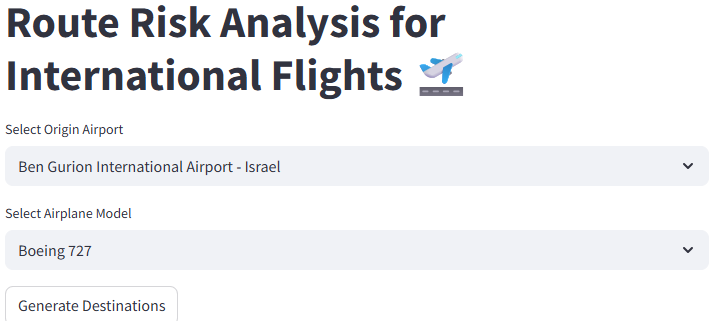 Route Risk Analysis for
International Flights
Select Origin Airport
Ben Gurion International Airport - Israel
Select Airplane Model
Boeing 727
Generate Destinations